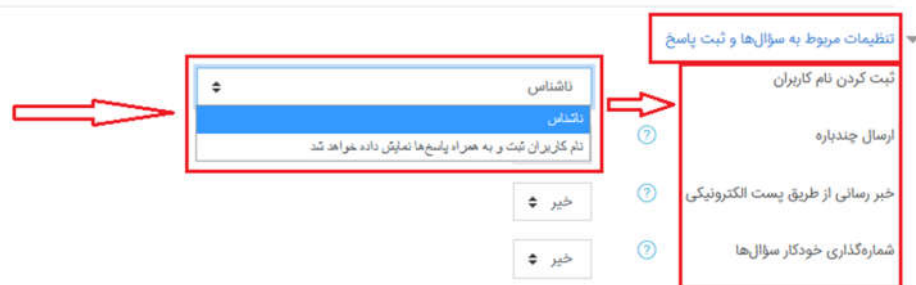 تنظیمات مربوط به سؤال‌ها و ثبت پاسخ
ثبت کردن نام کاربران
ناشناس
ناشناس
نام کاربران ثبت و به همراه پاسخ‌ها نمایش داده خواهد شد
ارسال چندباره
خبر رسانی از طریق پست الکترونیکی
خیر
شماره‌گذاری خودکار سؤال‌ها
خیر